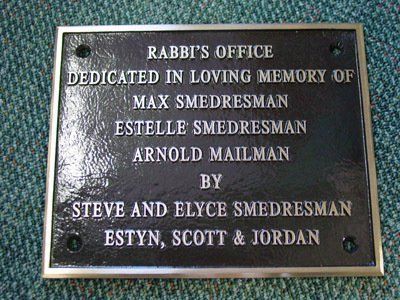 RABBI'S OFFICE
DEDICATED IN LOVING MEMORY OF
MAX SMEDRESMAN
ESTELLE SMEDRESMAN
ARNOLD MAILMAN
BY
STEVE AND ELYCE SMEDRESMAN
ESTYN, SCOTT & JORDAN